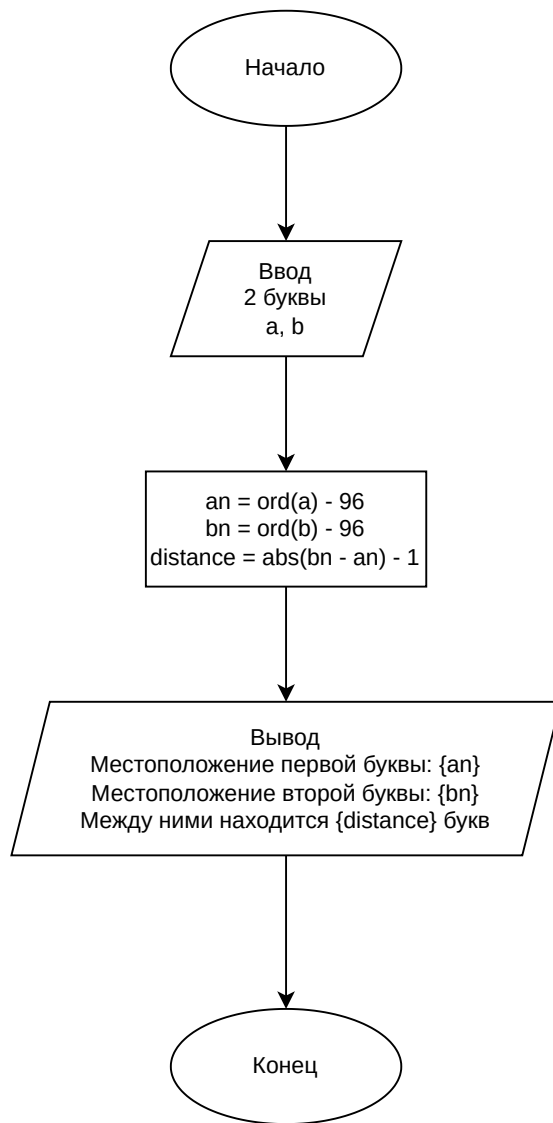 Начало
Ввод
2 буквы
a, b
an = ord(a) - 96
bn = ord(b) - 96
distance = abs(bn - an) - 1
Вывод
Местоположение первой буквы: {an}
Местоположение второй буквы: {bn}
Между ними находится {distance} букв
Конец